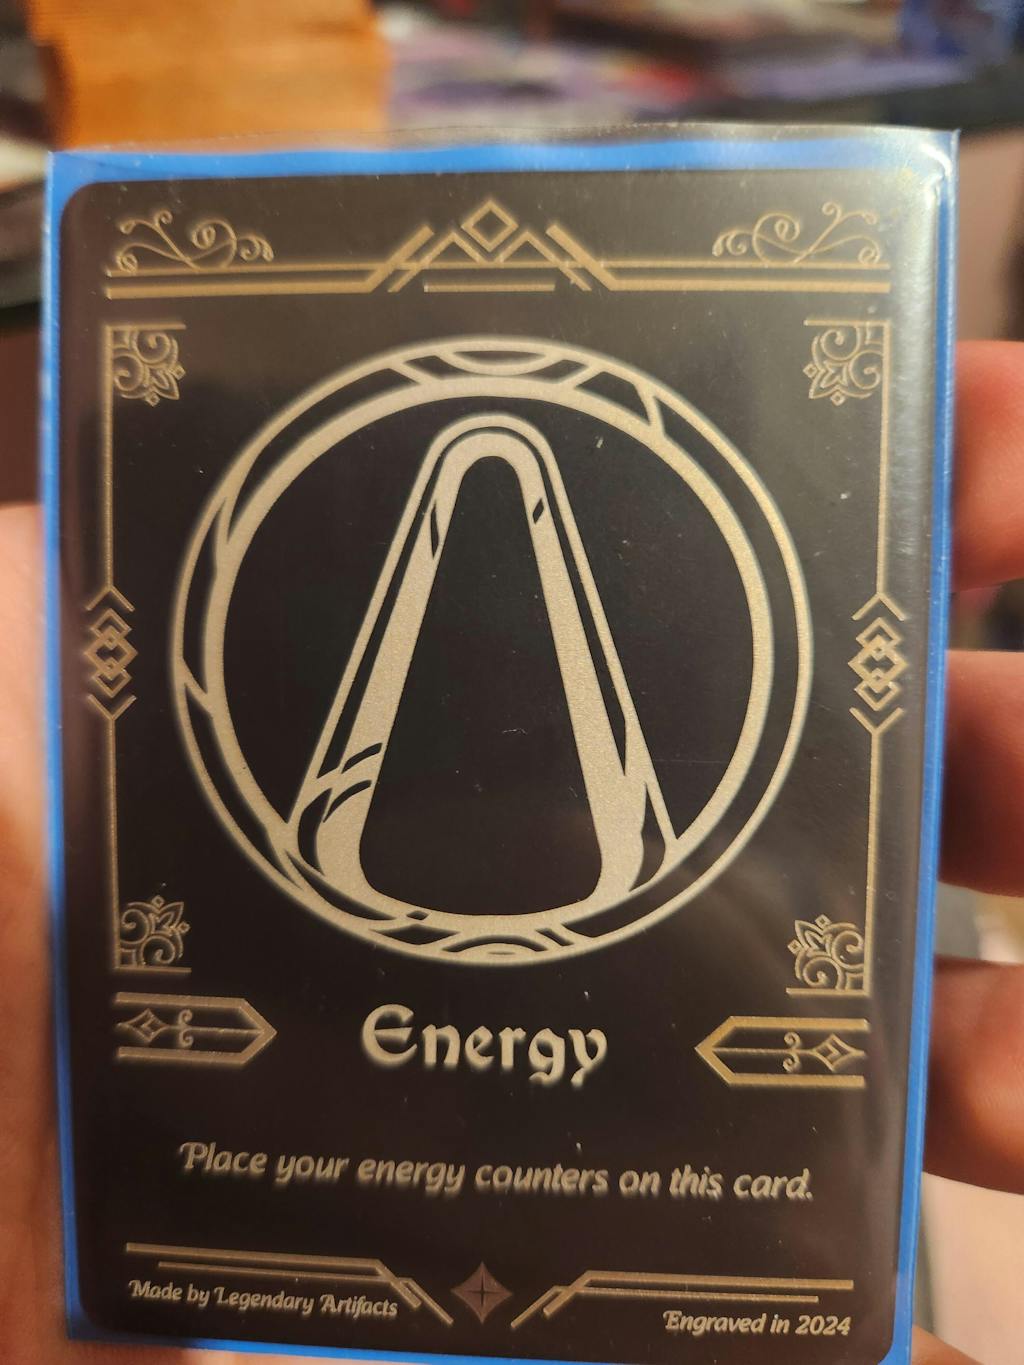 Energy
Place your energy counters on this card.
Made by Legendary Artifacts
Engraved in 2024